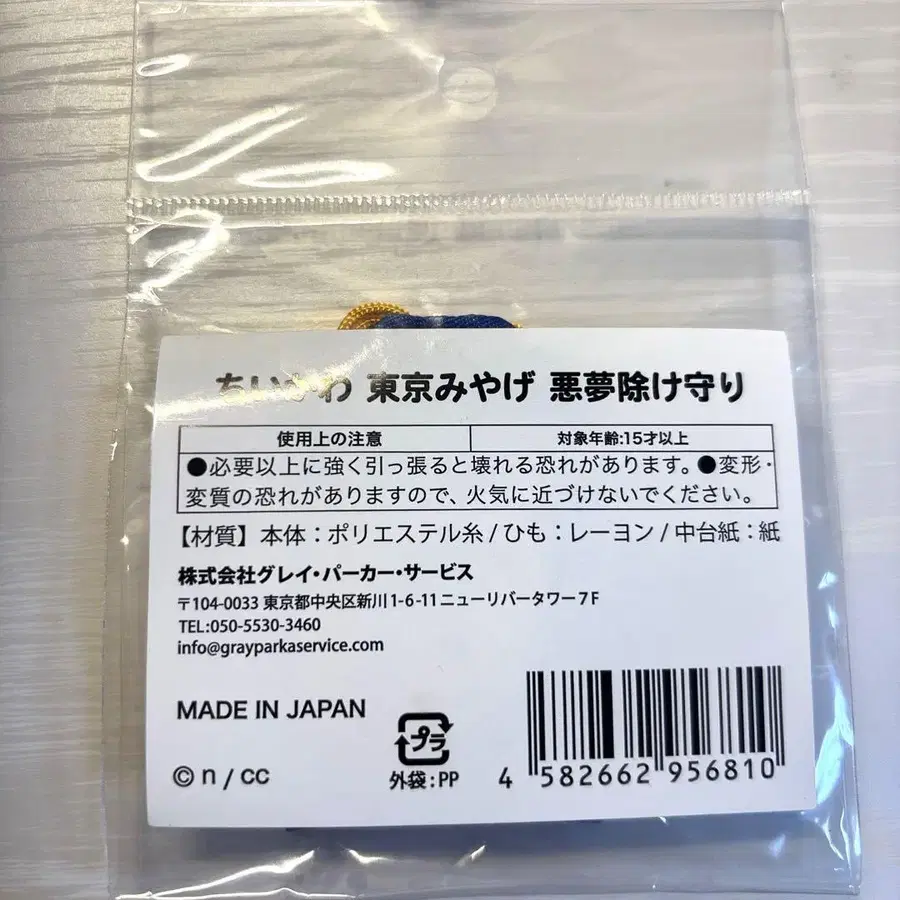 ちいかわ 東京みやげ 悪夢除け守り
使用上の注意
対象年齢:15才以上
●必要以上に強く引っ張ると壊れる恐れがあります。●変形・
変質の恐れがありますので、火気に近づけないでください。
【材質】本体：ポリエステル糸 / ひも：レーヨン / 中台紙：紙
株式会社グレイ・パーカー・サービス
〒104-0033 東京都中央区新川1-6-11 ニューリバータワー7F
TEL:050-5530-3460
info@grayparkaservice.com
MADE IN JAPAN
プラ
外袋:PP
© n / cc
4 582662 956810